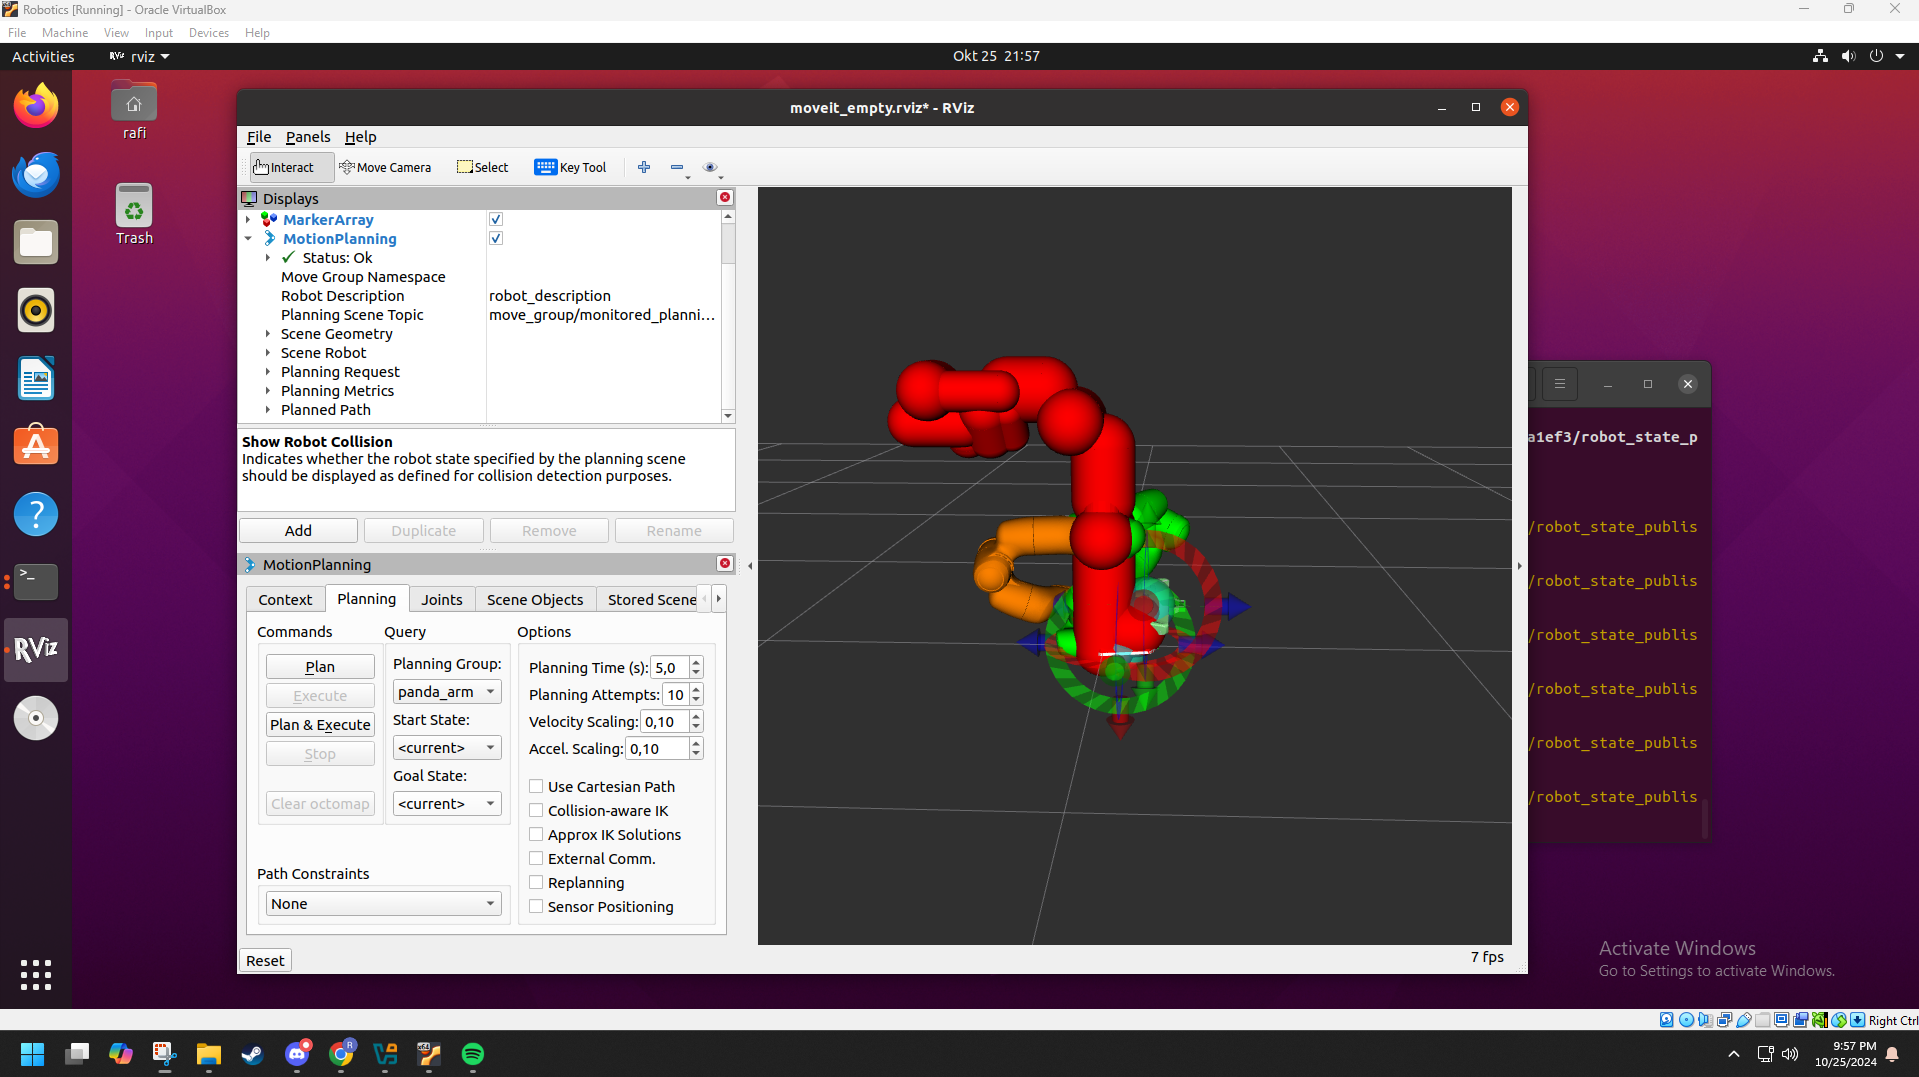 Robotics [Running] - Oracle VirtualBox
File Machine View Input Devices Help
Activities RViz rviz Okt 25 21:57
rafi
Trash
moveit_empty.rviz* - RViz
File Panels Help
Interact Move Camera Select Key Tool
Displays
MarkerArray
MotionPlanning
Status: Ok
Move Group Namespace
Robot Description robot_description
Planning Scene Topic move_group/monitored_planni...
Scene Geometry
Scene Robot
Planning Request
Planning Metrics
Planned Path
Show Robot Collision
Indicates whether the robot state specified by the planning scene
should be displayed as defined for collision detection purposes.
Add Duplicate Remove Rename
MotionPlanning
Context Planning Joints Scene Objects Stored Scene
Commands Query Options
Plan
Execute
Plan & Execute
Stop
Clear octomap
Planning Group:
panda_arm
Start State:
<current>
Goal State:
<current>
Planning Time (s): 5,0
Planning Attempts: 10
Velocity Scaling: 0,10
Accel. Scaling: 0,10
Use Cartesian Path
Collision-aware IK
Approx IK Solutions
External Comm.
Replanning
Sensor Positioning
Path Constraints
None
Reset
7 fps
RViz
a1ef3/robot_state_p
/robot_state_publis
/robot_state_publis
/robot_state_publis
/robot_state_publis
/robot_state_publis
/robot_state_publis
Activate Windows
Go to Settings to activate Windows.
Right Ctrl
9:57 PM
10/25/2024